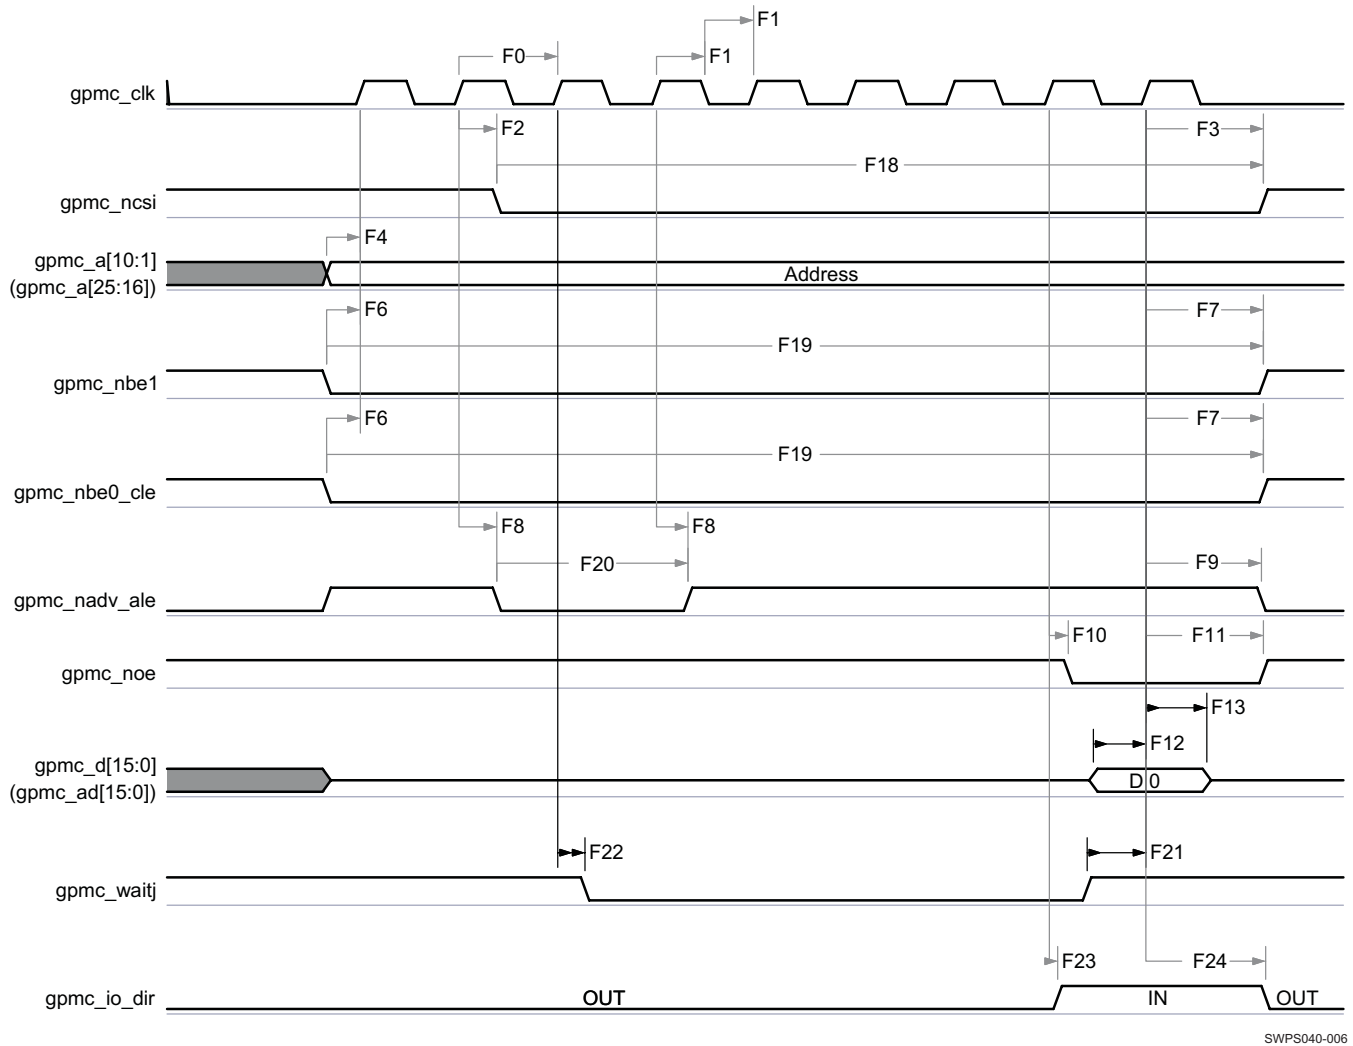 F1
F0
F1
gpmc_clk
F2
F3
F18
gpmc_ncsi
F4
gpmc_a[10:1]
(gpmc_a[25:16])
Address
F6
F7
F19
gpmc_nbe1
F6
F7
F19
gpmc_nbe0_cle
F8
F8
F20
F9
gpmc_nadv_ale
F10
F11
gpmc_noe
F13
F12
gpmc_d[15:0]
(gpmc_ad[15:0])
D 0
F22
F21
gpmc_waitj
F23
F24
gpmc_io_dir
OUT
IN
OUT
SWPS040-006